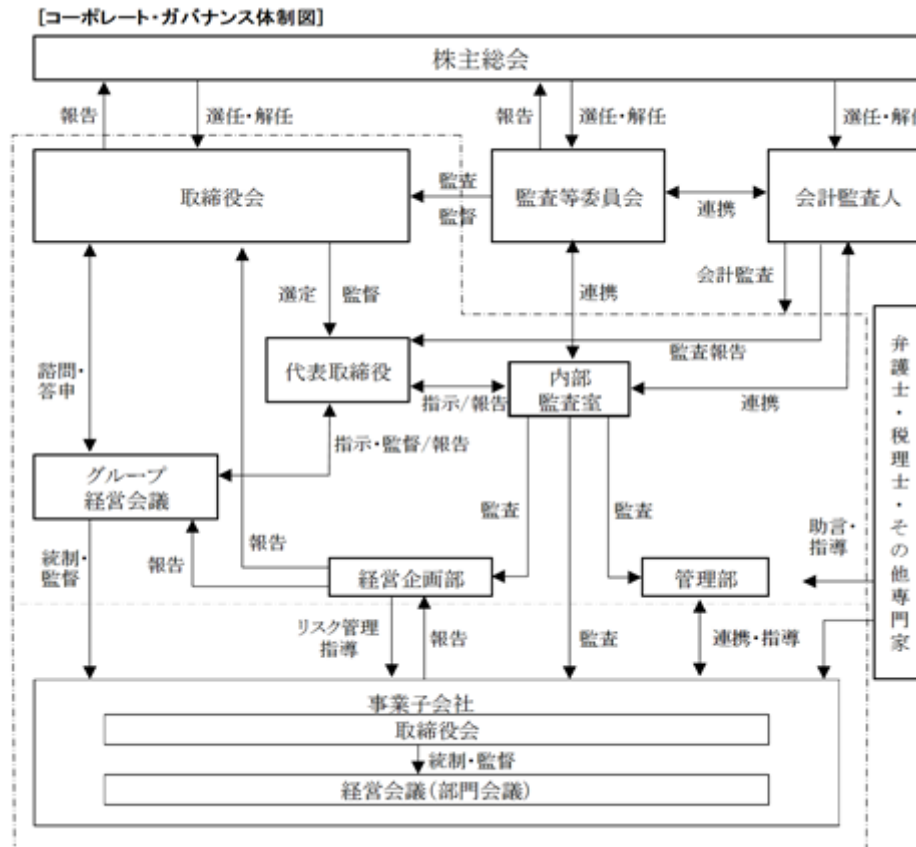 [コーポレート・ガバナンス体制図]
株主総会
報告
選任・解任
報告
選任・解任
選任・解
取締役会
監査
監督
監査等委員会
連携
会計監査人
選定
監督
連携
会計監査
諮問・
答申
代表取締役
監査報告
指示/報告
内部
監査室
連携
指示・監督/報告
グループ
経営会議
監査
監査
弁護士・税理士・その他専門家
統制・
監督
報告
報告
経営企画部
管理部
助言・
指導
リスク管理
指導
報告
監査
連携・指導
事業子会社
取締役会
統制・監督
経営会議(部門会議)